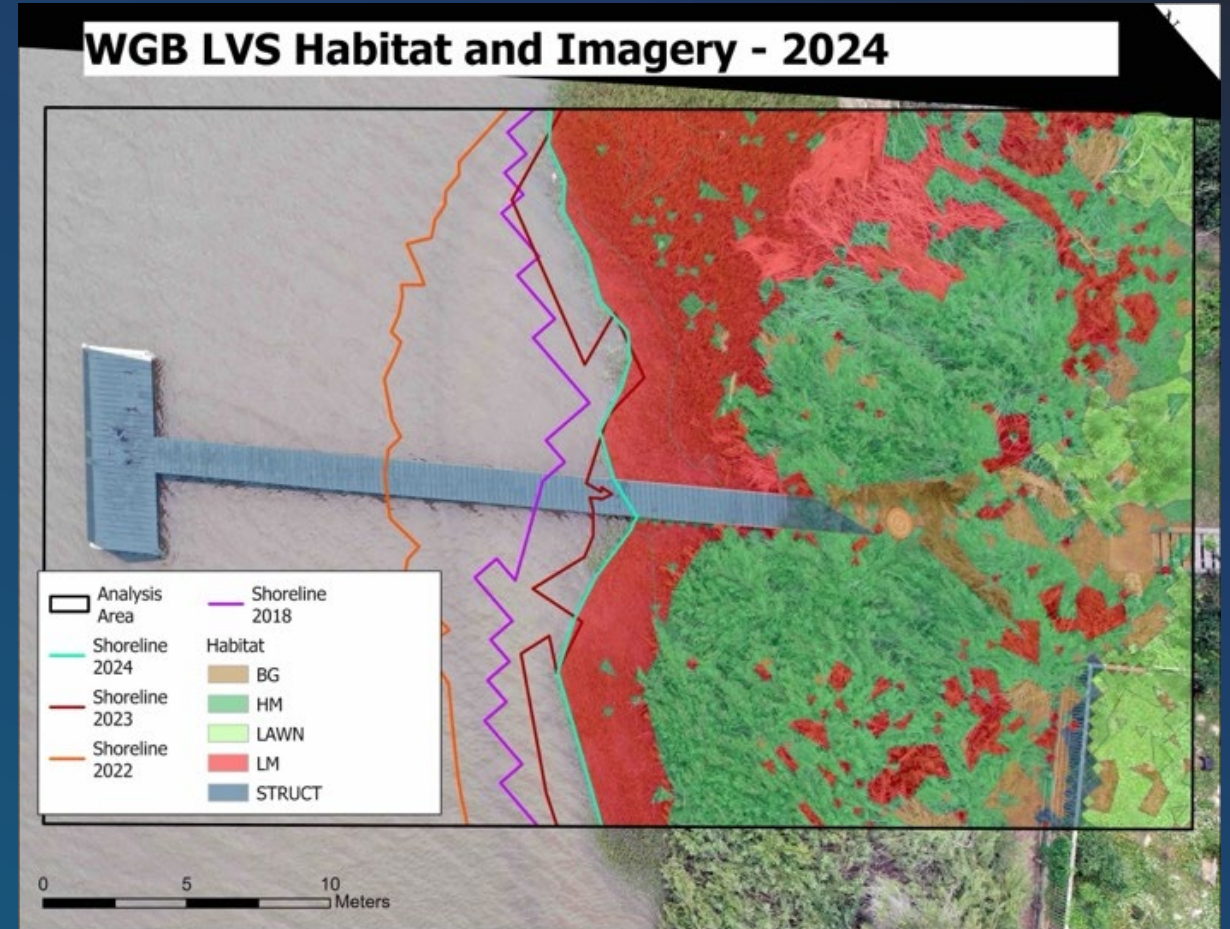 WGB LVS Habitat and Imagery - 2024
N
Analysis
Area
Shoreline
2024
Shoreline
2023
Shoreline
2022
Shoreline
2018
Habitat
BG
HM
LAWN
LM
STRUCT
0 5 10
Meters